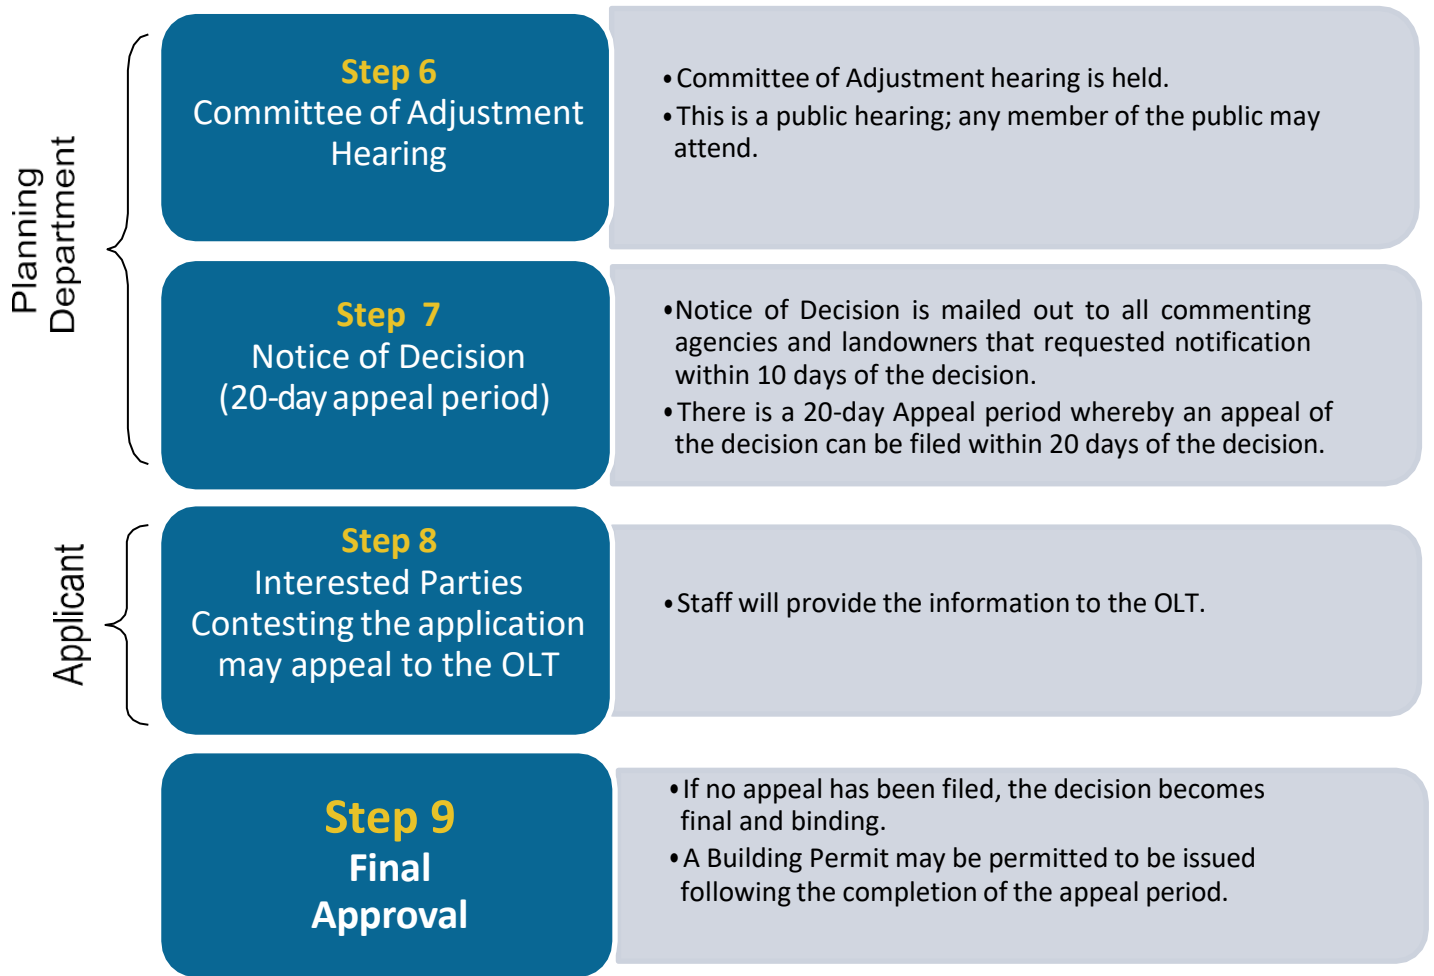 Planning
Department
Step 6
Committee of Adjustment
Hearing
• Committee of Adjustment hearing is held.
• This is a public hearing; any member of the public may
attend.
Step 7
Notice of Decision
(20-day appeal period)
• Notice of Decision is mailed out to all commenting
agencies and landowners that requested notification
within 10 days of the decision.
• There is a 20-day Appeal period whereby an appeal of
the decision can be filed within 20 days of the decision.
Applicant
Step 8
Interested Parties
Contesting the application
may appeal to the OLT
• Staff will provide the information to the OLT.
Step 9
Final
Approval
• If no appeal has been filed, the decision becomes
final and binding.
• A Building Permit may be permitted to be issued
following the completion of the appeal period.